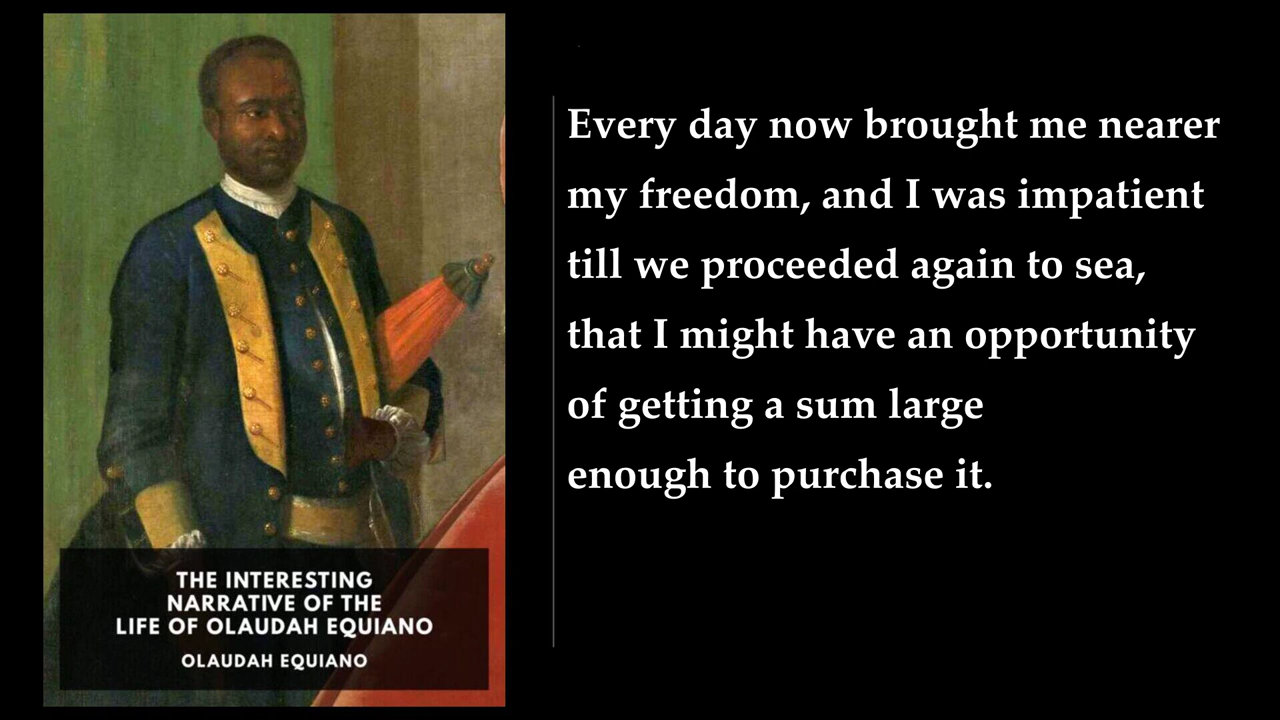 THE INTERESTING
NARRATIVE OF THE
LIFE OF OLAUDAH EQUIANO
OLAUDAH EQUIANO
Every day now brought me nearer
my freedom, and I was impatient
till we proceeded again to sea,
that I might have an opportunity
of getting a sum large
enough to purchase it.